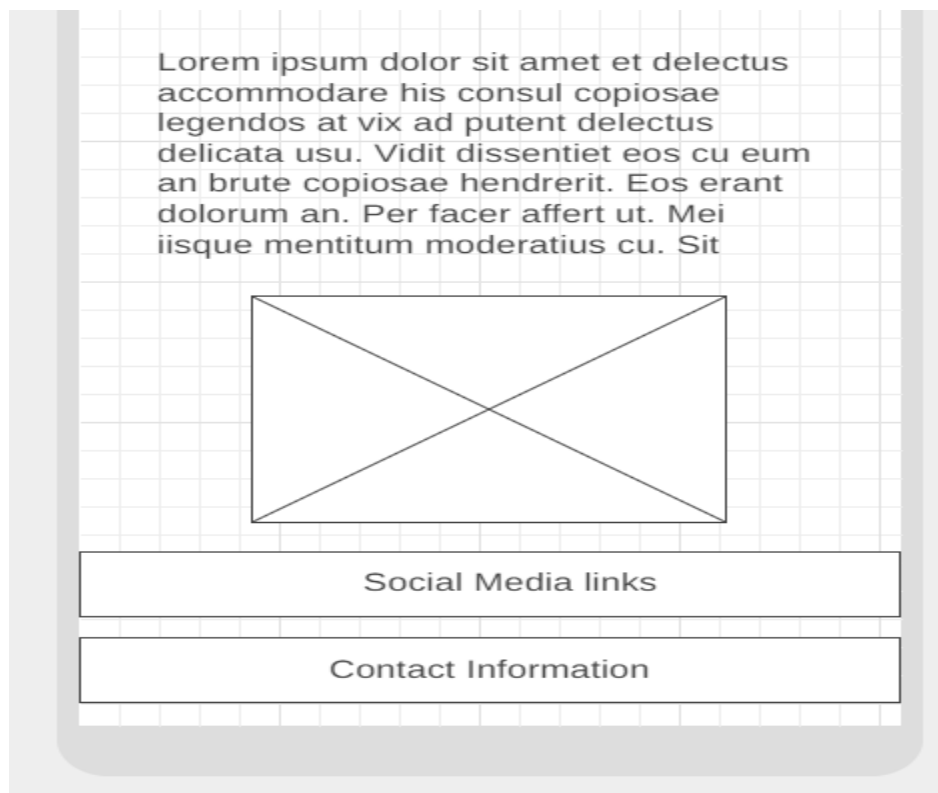 Lorem ipsum dolor sit amet et delectus
accommodare his consul copiosae
legendos at vix ad putent delectus
delicata usu. Vidit dissentiet eos cu eum
an brute copiosae hendrerit. Eos erant
dolorum an. Per facer affert ut. Mei
iisque mentitum moderatius cu. Sit
Social Media links
Contact Information